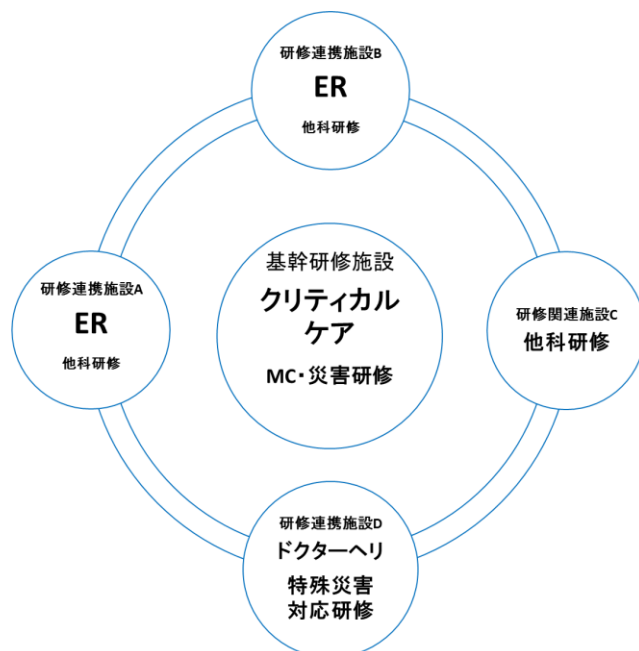 研修連携施設B
ER
他科研修
基幹研修施設
クリティカル
ケア
MC・災害研修
研修連携施設A
ER
他科研修
研修関連施設C
他科研修
研修連携施設D
ドクターヘリ
特殊災害
対応研修